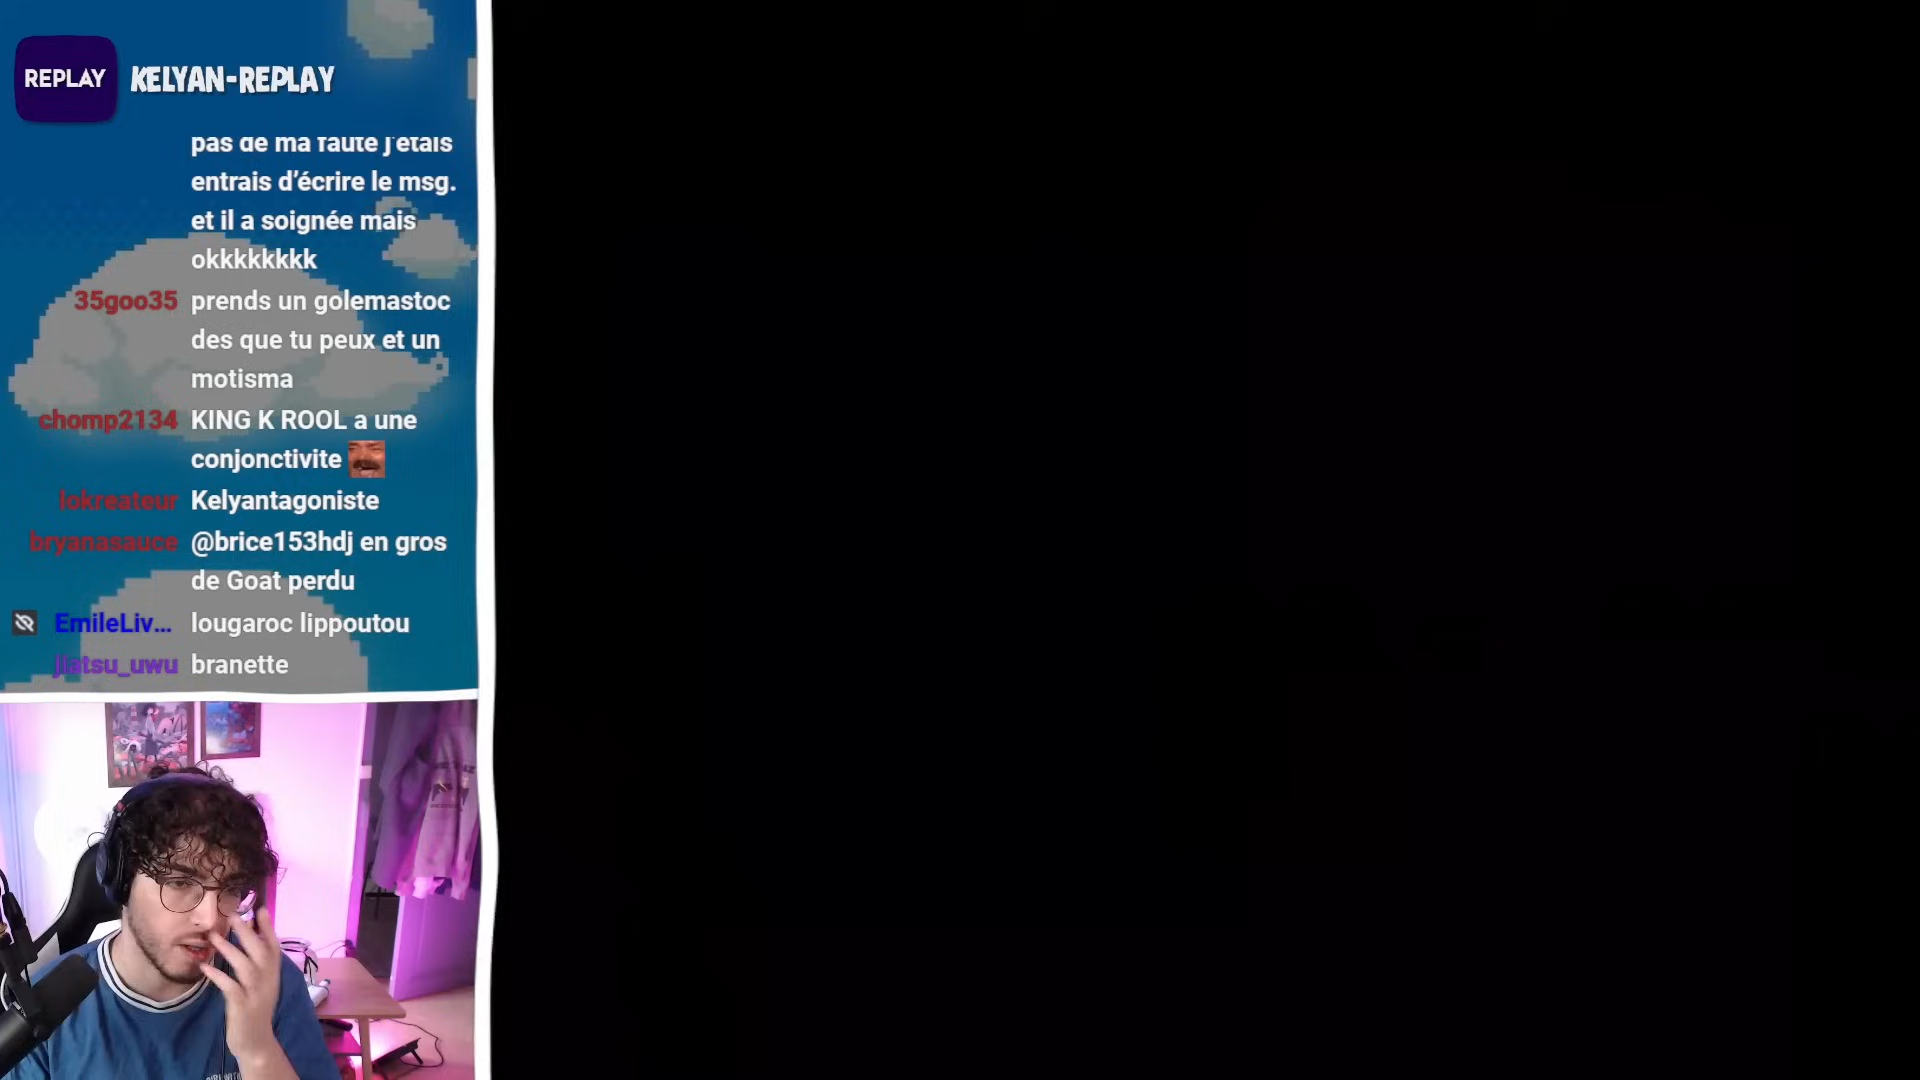 REPLAY KELYAN-REPLAY
pas de ma faute j'étais
entrais d’écrire le msg.
et il a soignée mais
okkkkkkkk
35goo35 prends un golemastoc
des que tu peux et un
motisma
chomp2134 KING K ROOL a une
conjonctivite
lokreateur Kelyantagoniste
bryanasauce @brice153hdj en gros
de Goat perdu
EmileLiv... lougaroc lippoutou
jiatsu_uwu branette